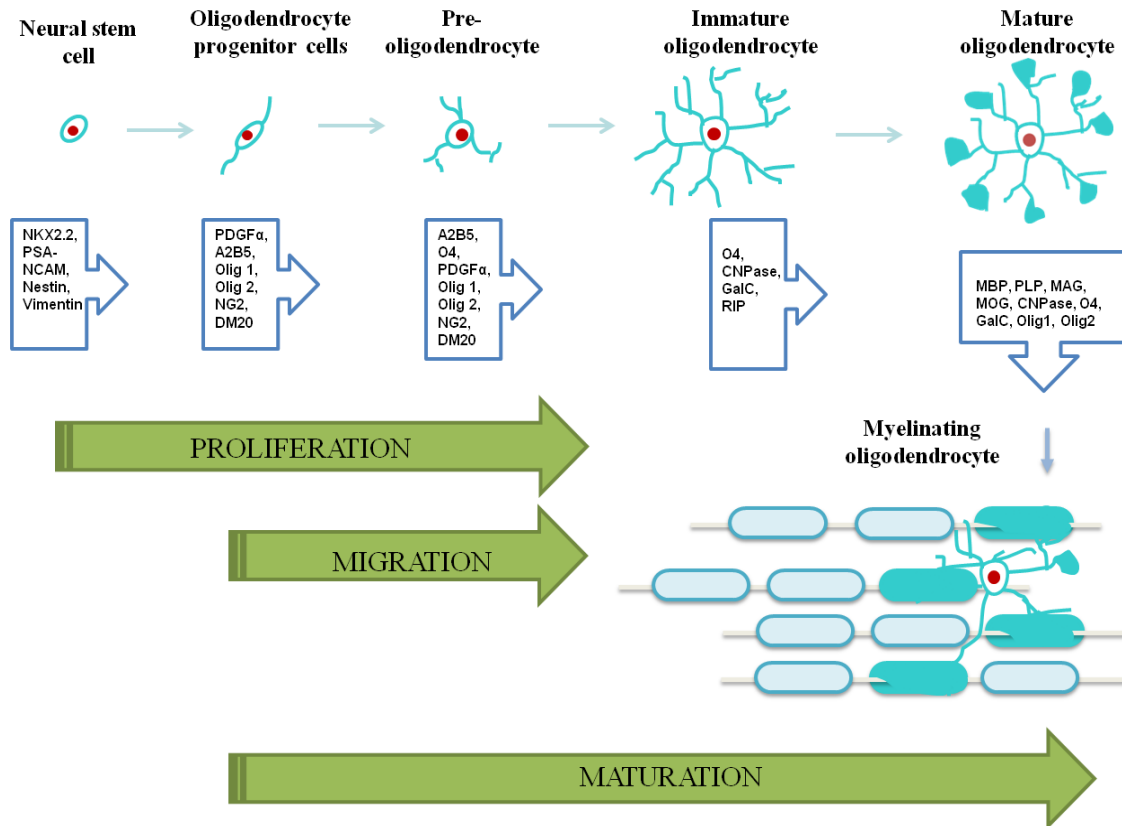 Neural stem
cell
Oligodendrocyte
progenitor cells
Pre-
oligodendrocyte
Immature
oligodendrocyte
Mature
oligodendrocyte
NKX2.2,
PSA-
NCAM,
Nestin,
Vimentin
PDGFα,
A2B5,
Olig 1,
Olig 2,
NG2,
DM20
A2B5,
O4,
PDGFα,
Olig 1,
Olig 2,
NG2,
DM20
O4,
CNPase,
GalC,
RIP
MBP, PLP, MAG,
MOG, CNPase, O4,
GalC, Olig1, Olig2
PROLIFERATION
Myelinating
oligodendrocyte
MIGRATION
MATURATION